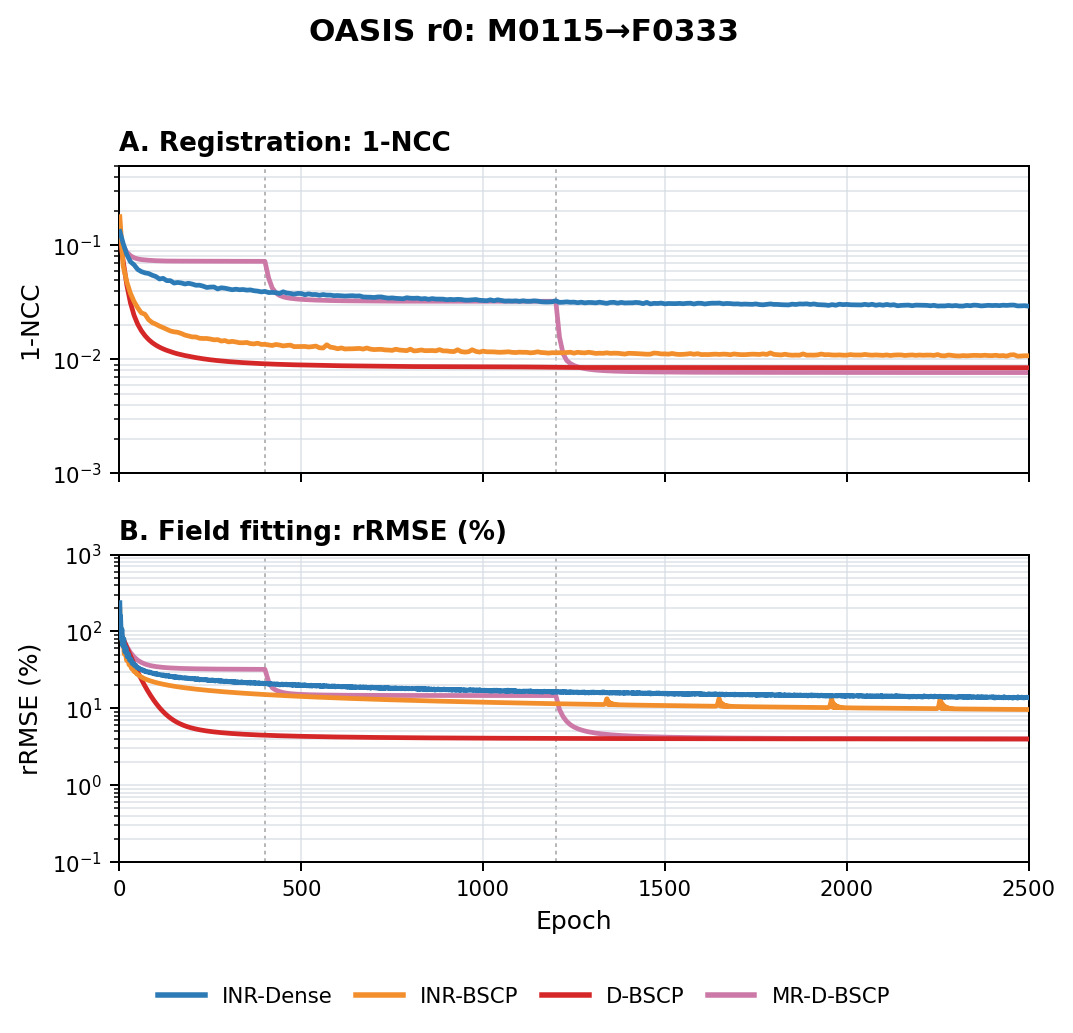 OASIS r0: M0115→F0333
A. Registration: 1-NCC
10⁻¹
10⁻²
10⁻³
1-NCC
B. Field fitting: rRMSE (%)
10³
10²
10¹
10⁰
10⁻¹
rRMSE (%)
0 500 1000 1500 2000 2500
Epoch
INR-Dense INR-BSCP D-BSCP MR-D-BSCP